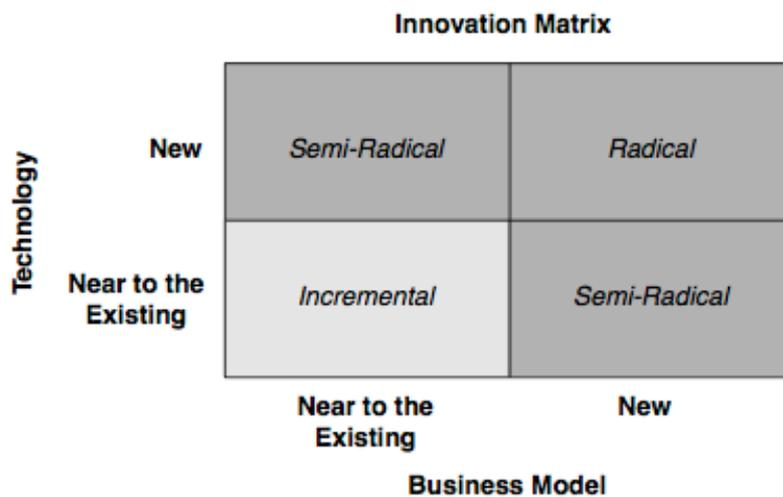 Innovation Matrix
Technology
New
Semi-Radical
Radical
Near to the
Existing
Incremental
Semi-Radical
Near to the
Existing
New
Business Model